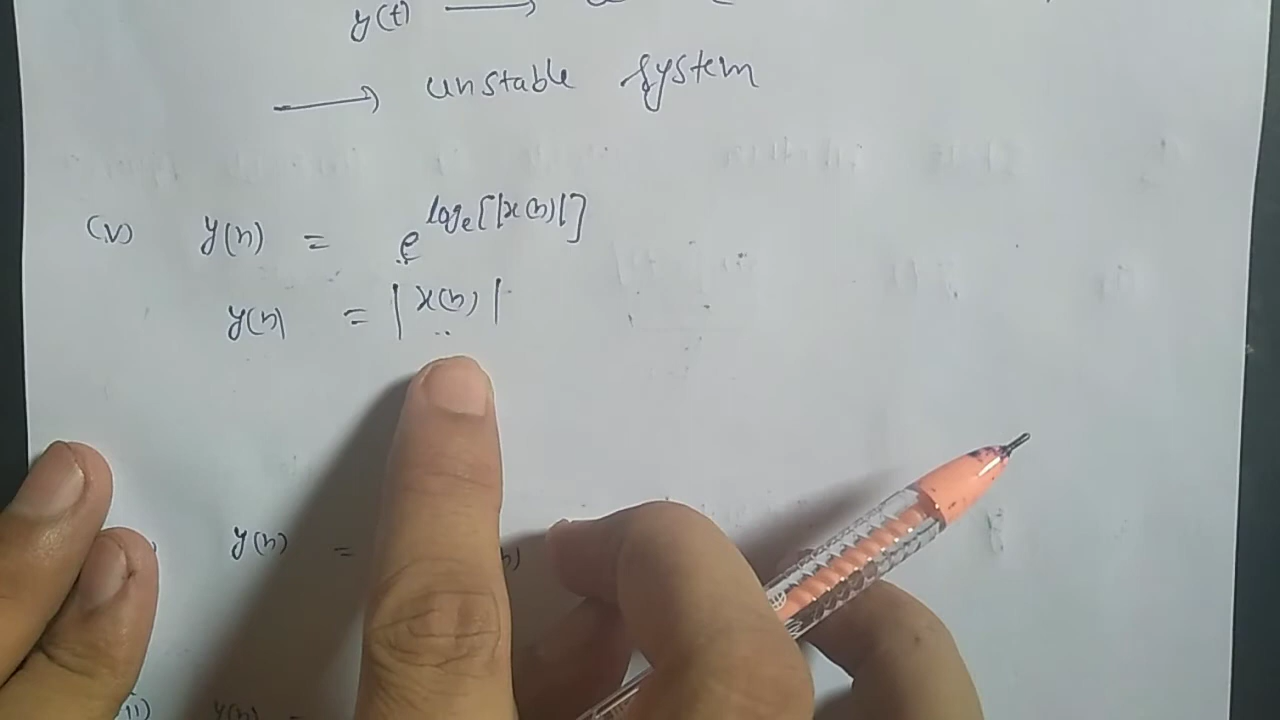 y(t) ⟶
⟶ unstable system
(v) y(n) = e^{log_e[|x(n)|]}
y(n) = |x(n)|
y(n) =
y(n) =